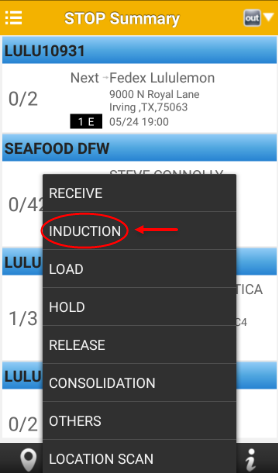 STOP Summary
out
LULU10931
0/2
Next → Fedex Lululemon
9000 N Royal Lane
Irving ,TX,75063
1 E 05/24 19:00
SEAFOOD DFW
STEVE CONNOLLY
0/42
RECEIVE
INDUCTION
LOAD
HOLD
RELEASE
CONSOLIDATION
OTHERS
LOCATION SCAN
LULU
TICA
1/3
C4
LULU
0/2